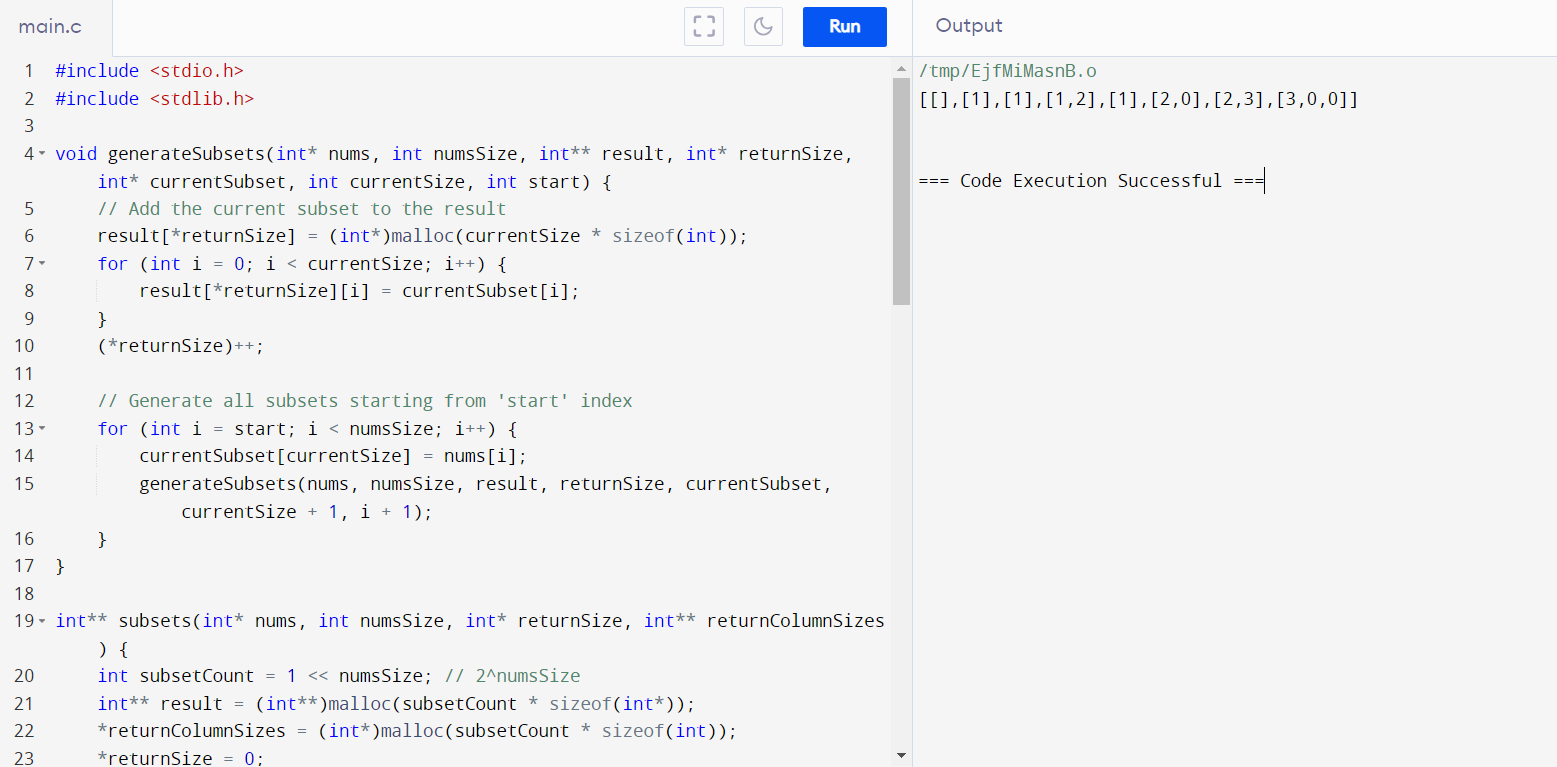 main.c
Run
Output
1 #include <stdio.h>
2 #include <stdlib.h>
3
4 void generateSubsets(int* nums, int numsSize, int** result, int* returnSize,
int* currentSubset, int currentSize, int start) {
5 // Add the current subset to the result
6 result[*returnSize] = (int*)malloc(currentSize * sizeof(int));
7 for (int i = 0; i < currentSize; i++) {
8 result[*returnSize][i] = currentSubset[i];
9 }
10 (*returnSize)++;
11
12 // Generate all subsets starting from 'start' index
13 for (int i = start; i < numsSize; i++) {
14 currentSubset[currentSize] = nums[i];
15 generateSubsets(nums, numsSize, result, returnSize, currentSubset,
currentSize + 1, i + 1);
16 }
17 }
18
19 int** subsets(int* nums, int numsSize, int* returnSize, int** returnColumnSizes
) {
20 int subsetCount = 1 << numsSize; // 2^numsSize
21 int** result = (int**)malloc(subsetCount * sizeof(int*));
22 *returnColumnSizes = (int*)malloc(subsetCount * sizeof(int));
23 *returnSize = 0;
/tmp/EjfMiMasnB.o
[[],[1],[1],[1,2],[1],[2,0],[2,3],[3,0,0]]
=== Code Execution Successful ===